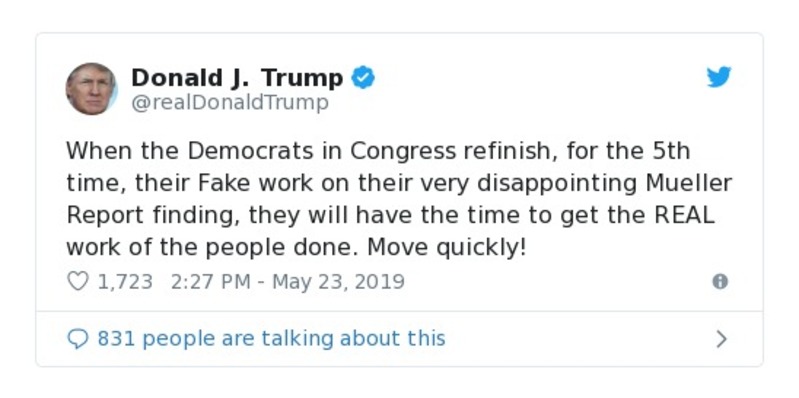 Donald J. Trump
@realDonaldTrump
When the Democrats in Congress refinish, for the 5th
time, their Fake work on their very disappointing Mueller
Report finding, they will have the time to get the REAL
work of the people done. Move quickly!
1,723 2:27 PM - May 23, 2019
831 people are talking about this